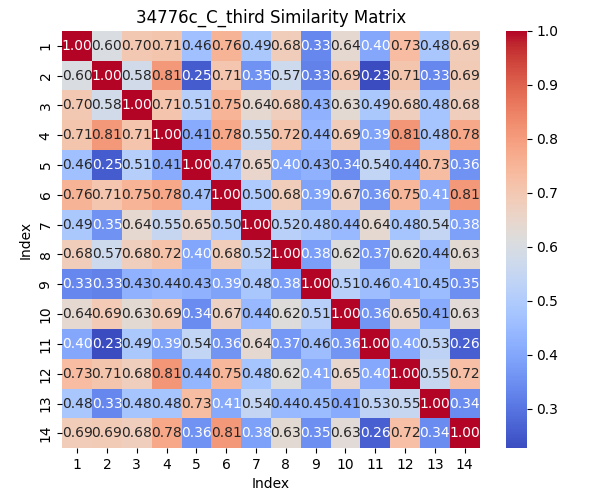 34776c_C_third Similarity Matrix
1 1.00 0.60 0.70 0.71 0.46 0.76 0.49 0.68 0.33 0.64 0.40 0.73 0.48 0.69
2 0.60 1.00 0.58 0.81 0.25 0.71 0.35 0.57 0.33 0.69 0.23 0.71 0.33 0.69
3 0.70 0.58 1.00 0.71 0.51 0.75 0.64 0.68 0.43 0.63 0.49 0.68 0.48 0.68
4 0.71 0.81 0.71 1.00 0.41 0.78 0.55 0.72 0.44 0.69 0.39 0.81 0.48 0.78
5 0.46 0.25 0.51 0.41 1.00 0.47 0.65 0.40 0.43 0.34 0.54 0.44 0.73 0.36
6 0.76 0.71 0.75 0.78 0.47 1.00 0.50 0.68 0.39 0.67 0.36 0.75 0.41 0.81
7 0.49 0.35 0.64 0.55 0.65 0.50 1.00 0.52 0.48 0.44 0.64 0.48 0.54 0.38
8 0.68 0.57 0.68 0.72 0.40 0.68 0.52 1.00 0.38 0.62 0.37 0.62 0.44 0.63
9 0.33 0.33 0.43 0.44 0.43 0.39 0.48 0.38 1.00 0.51 0.46 0.41 0.45 0.35
10 0.64 0.69 0.63 0.69 0.34 0.67 0.44 0.62 0.51 1.00 0.36 0.65 0.41 0.63
11 0.40 0.23 0.49 0.39 0.54 0.36 0.64 0.37 0.46 0.36 1.00 0.40 0.53 0.26
12 0.73 0.71 0.68 0.81 0.44 0.75 0.48 0.62 0.41 0.65 0.40 1.00 0.55 0.72
13 0.48 0.33 0.48 0.48 0.73 0.41 0.54 0.44 0.45 0.41 0.53 0.55 1.00 0.34
14 0.69 0.69 0.68 0.78 0.36 0.81 0.38 0.63 0.35 0.63 0.26 0.72 0.34 1.00
1 2 3 4 5 6 7 8 9 10 11 12 13 14
Index
Index
1.0
0.9
0.8
0.7
0.6
0.5
0.4
0.3